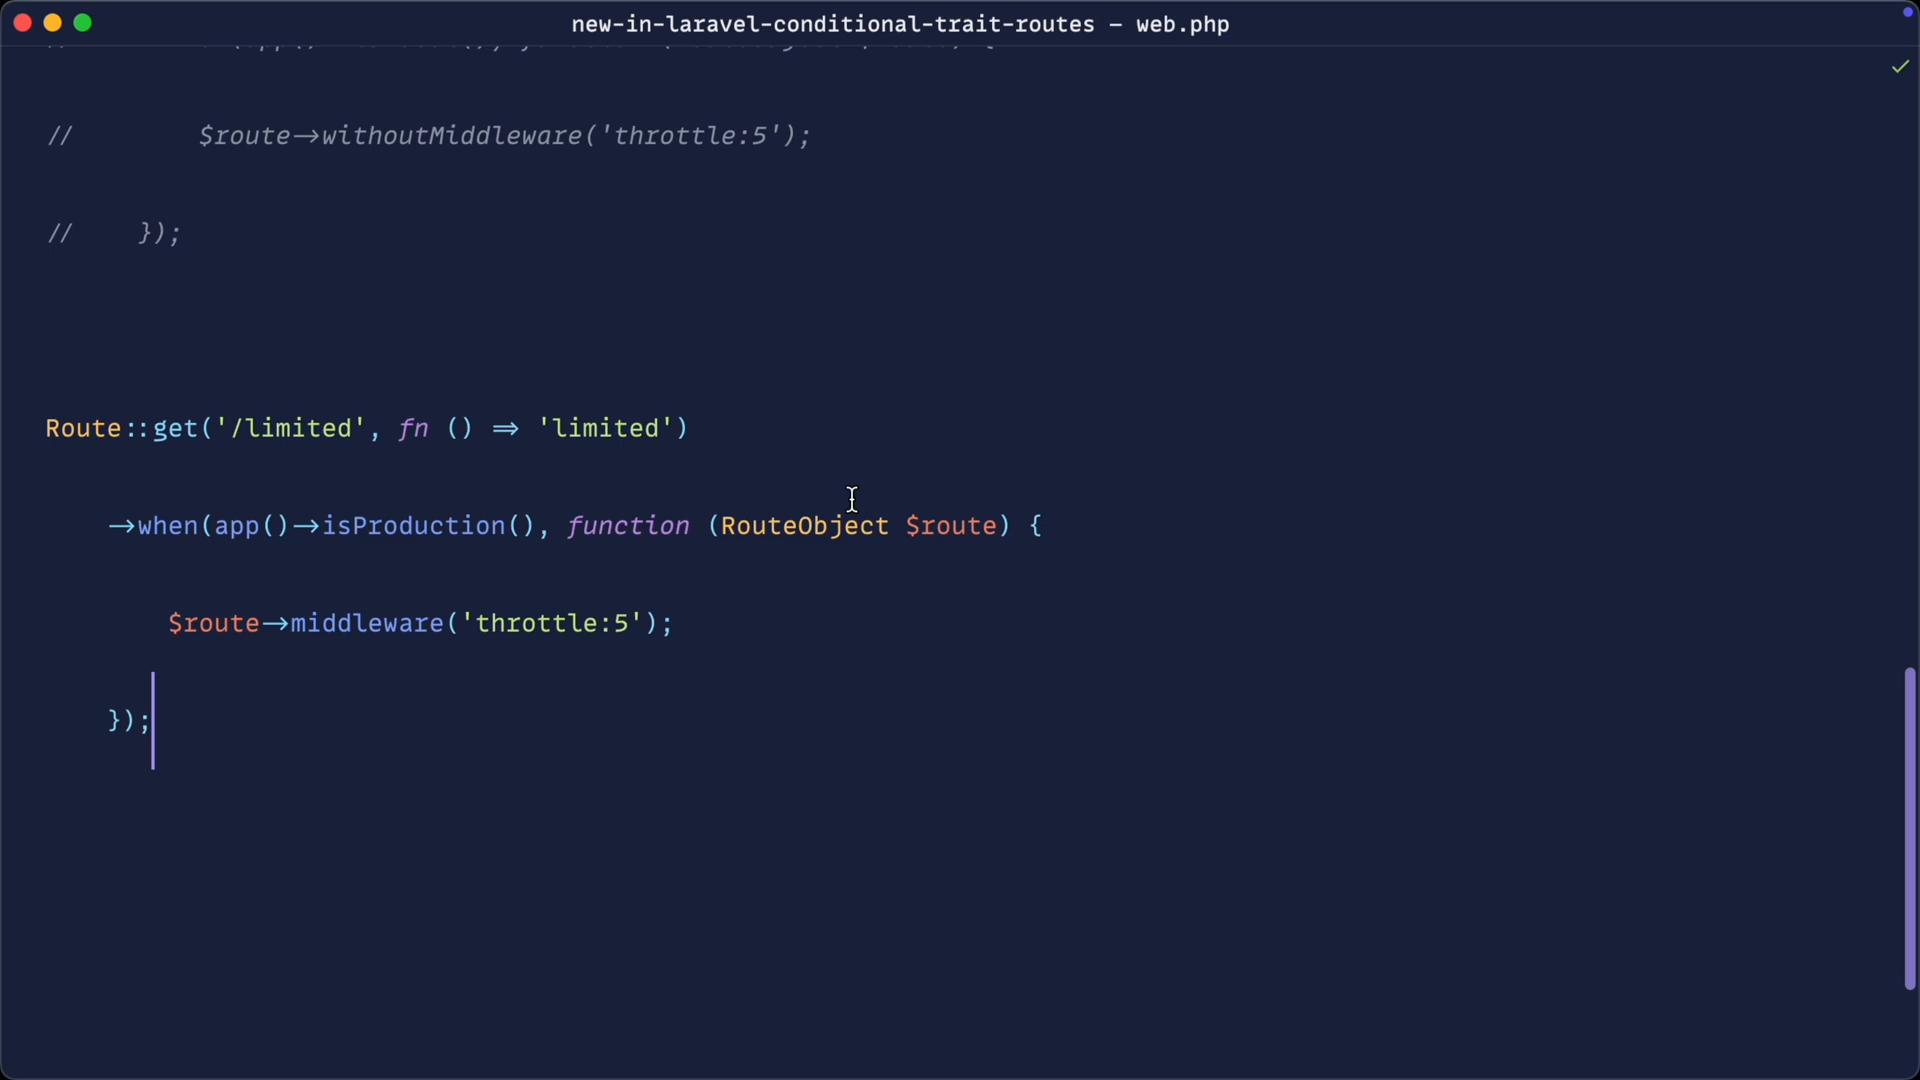 new-in-laravel-conditional-trait-routes – web.php
//        $route->withoutMiddleware('throttle:5');
//    });
Route::get('/limited', fn () => 'limited')
    ->when(app()->isProduction(), function (RouteObject $route) {
        $route->middleware('throttle:5');
    });